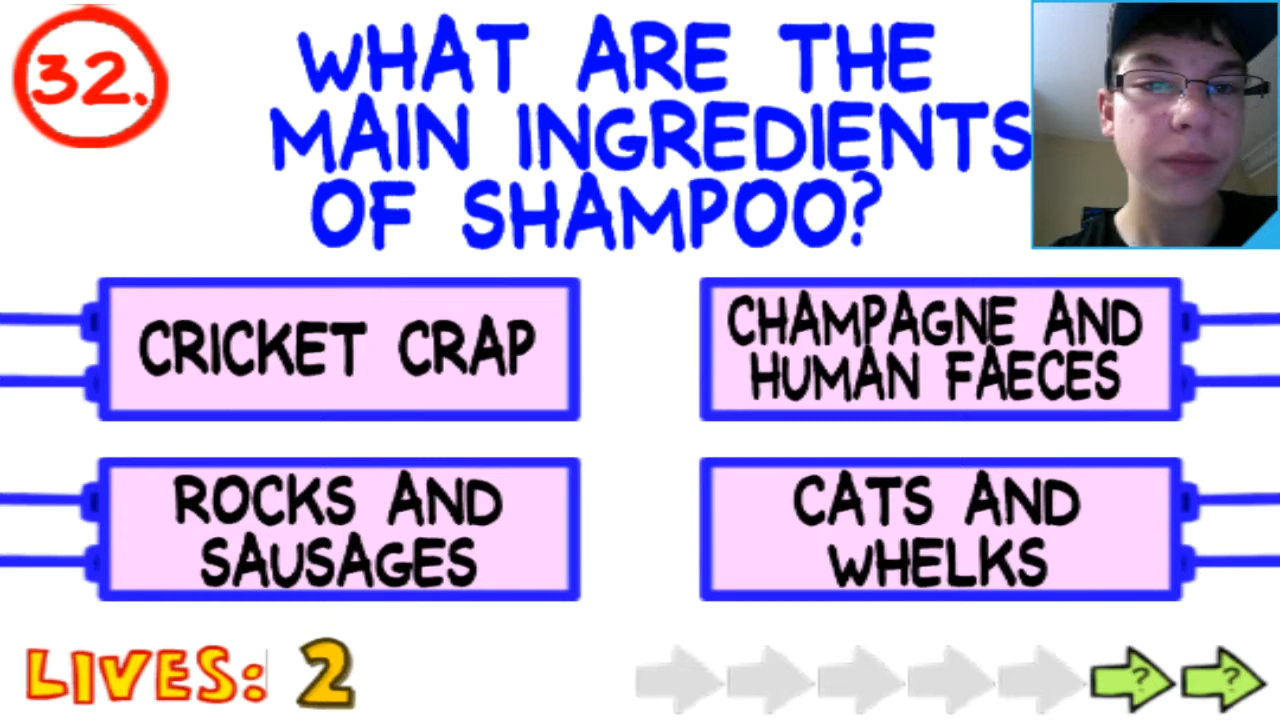 32.
WHAT ARE THE
MAIN INGREDIENTS
OF SHAMPOO?
CRICKET CRAP
CHAMPAGNE AND
HUMAN FAECES
ROCKS AND
SAUSAGES
CATS AND
WHELKS
LIVES: 2
? ?